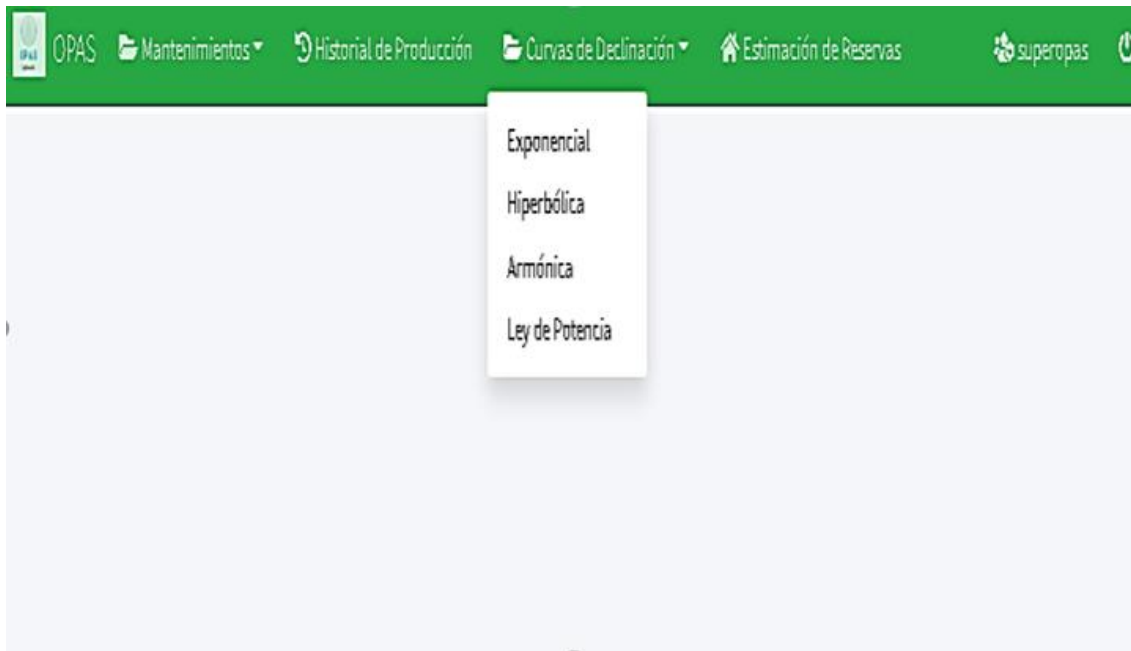 OPAS Mantenimientos Historial de Producción Curvas de Declinación Estimación de Reservas superopas
Exponencial
Hiperbólica
Armónica
Ley de Potencia